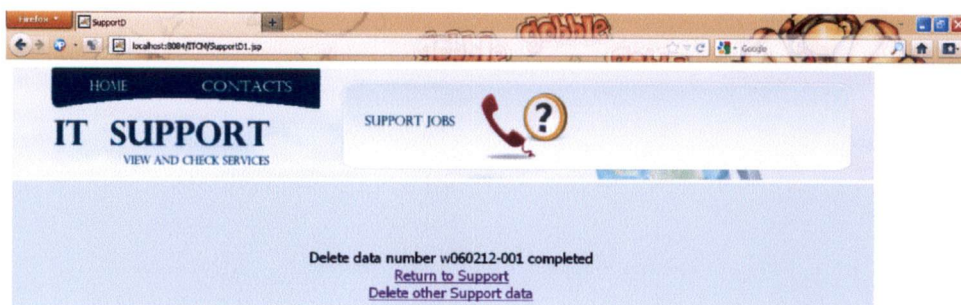 Firefox
SupportD
localhost:8084/ITCM/SupportD1.jsp
Google
HOME CONTACTS
IT SUPPORT
VIEW AND CHECK SERVICES
SUPPORT JOBS
?
Delete data number w060212-001 completed
Return to Support
Delete other Support data